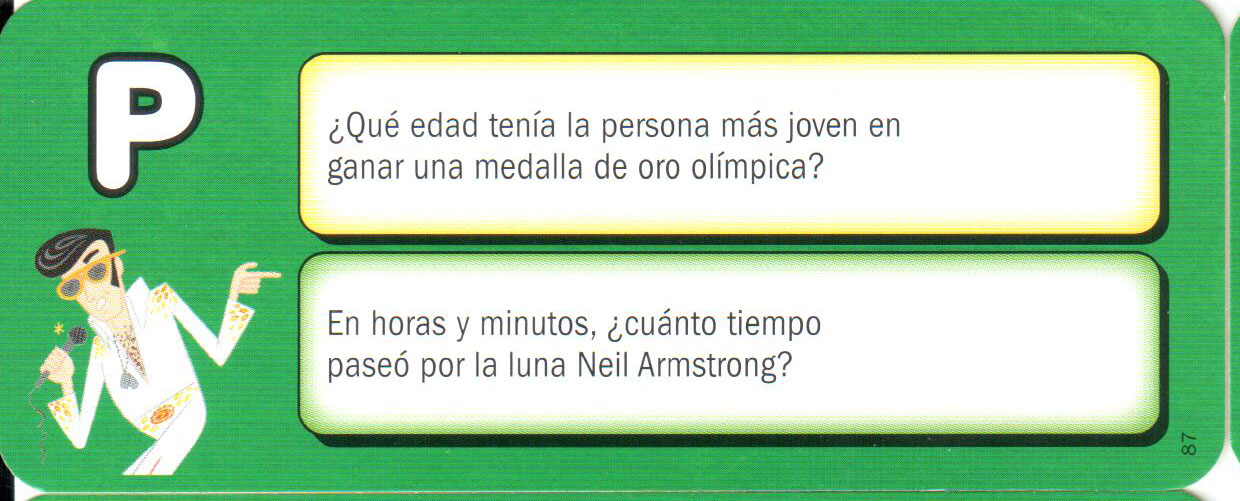 P
¿Qué edad tenía la persona más joven en
ganar una medalla de oro olímpica?
En horas y minutos, ¿cuánto tiempo
paseó por la luna Neil Armstrong?
87